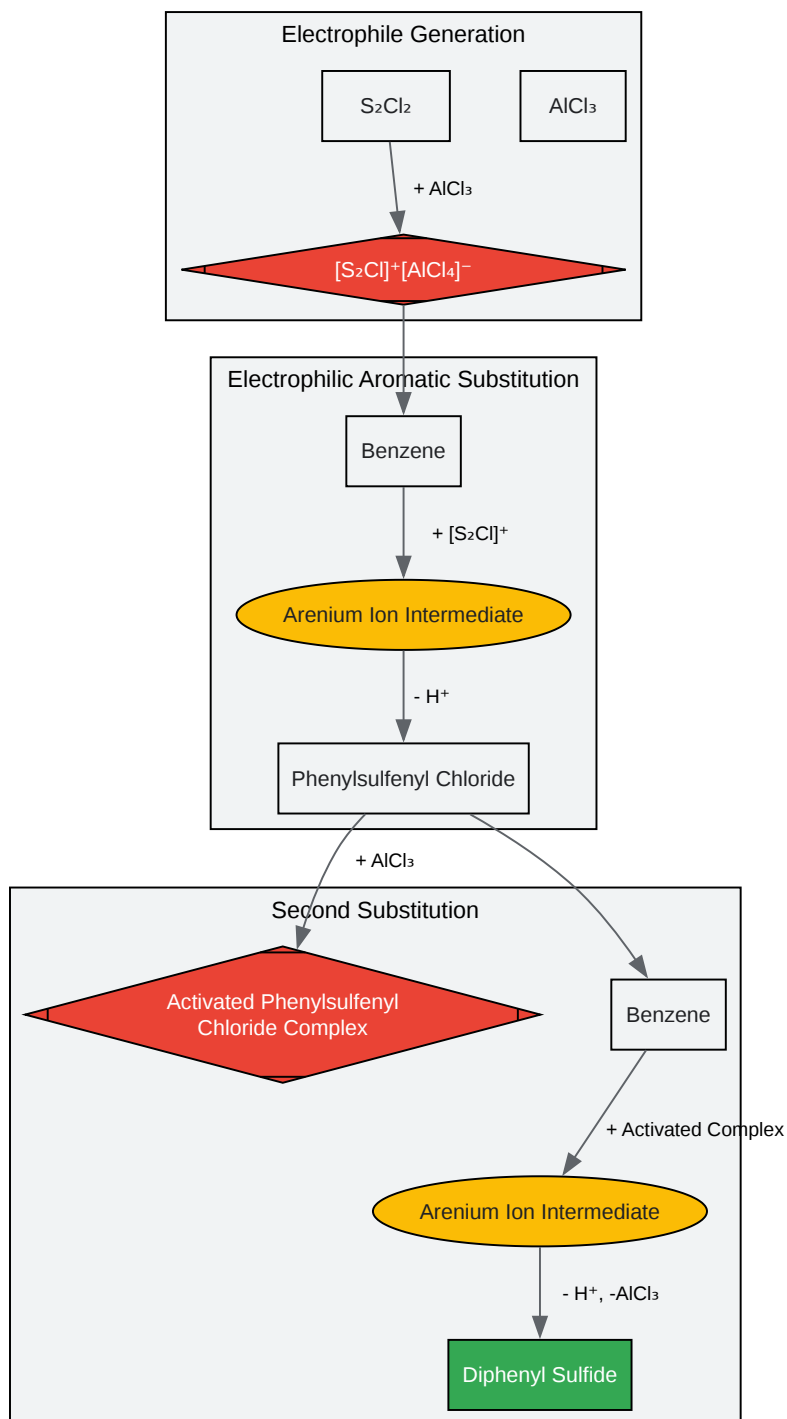 Electrophile Generation
S₂Cl₂
AlCl₃
+ AlCl₃
[S₂Cl]⁺[AlCl₄]⁻
Electrophilic Aromatic Substitution
Benzene
+ [S₂Cl]⁺
Arenium Ion Intermediate
- H⁺
Phenylsulfenyl Chloride
+ AlCl₃
Second Substitution
Activated Phenylsulfenyl
Chloride Complex
Benzene
+ Activated Complex
Arenium Ion Intermediate
- H⁺, -AlCl₃
Diphenyl Sulfide